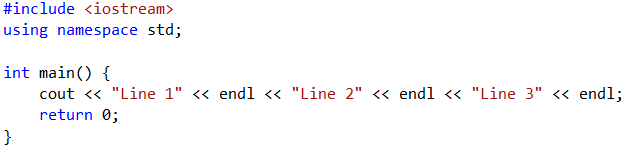 #include <iostream>
using namespace std;

int main() {
    cout << "Line 1" << endl << "Line 2" << endl << "Line 3" << endl;
    return 0;
}